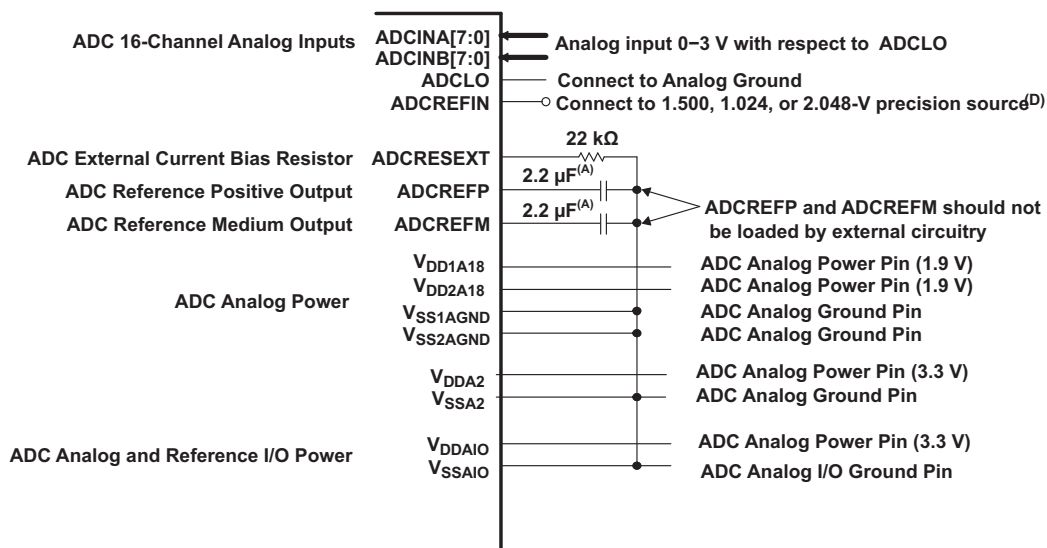 ADC 16-Channel Analog Inputs ADCINA[7:0] Analog input 0−3 V with respect to ADCLO
ADCINB[7:0]
ADCLO Connect to Analog Ground
ADCREFIN Connect to 1.500, 1.024, or 2.048-V precision source(D)
22 kΩ
ADC External Current Bias Resistor ADCRESEXT
2.2 µF(A)
ADC Reference Positive Output ADCREFP
2.2 µF(A)
ADC Reference Medium Output ADCREFM
ADCREFP and ADCREFM should not
be loaded by external circuitry
VDD1A18 ADC Analog Power Pin (1.9 V)
VDD2A18 ADC Analog Power Pin (1.9 V)
ADC Analog Power
VSS1AGND ADC Analog Ground Pin
VSS2AGND ADC Analog Ground Pin
VDDA2 ADC Analog Power Pin (3.3 V)
VSSA2 ADC Analog Ground Pin
VDDAIO ADC Analog Power Pin (3.3 V)
ADC Analog and Reference I/O Power
VSSAIO ADC Analog I/O Ground Pin